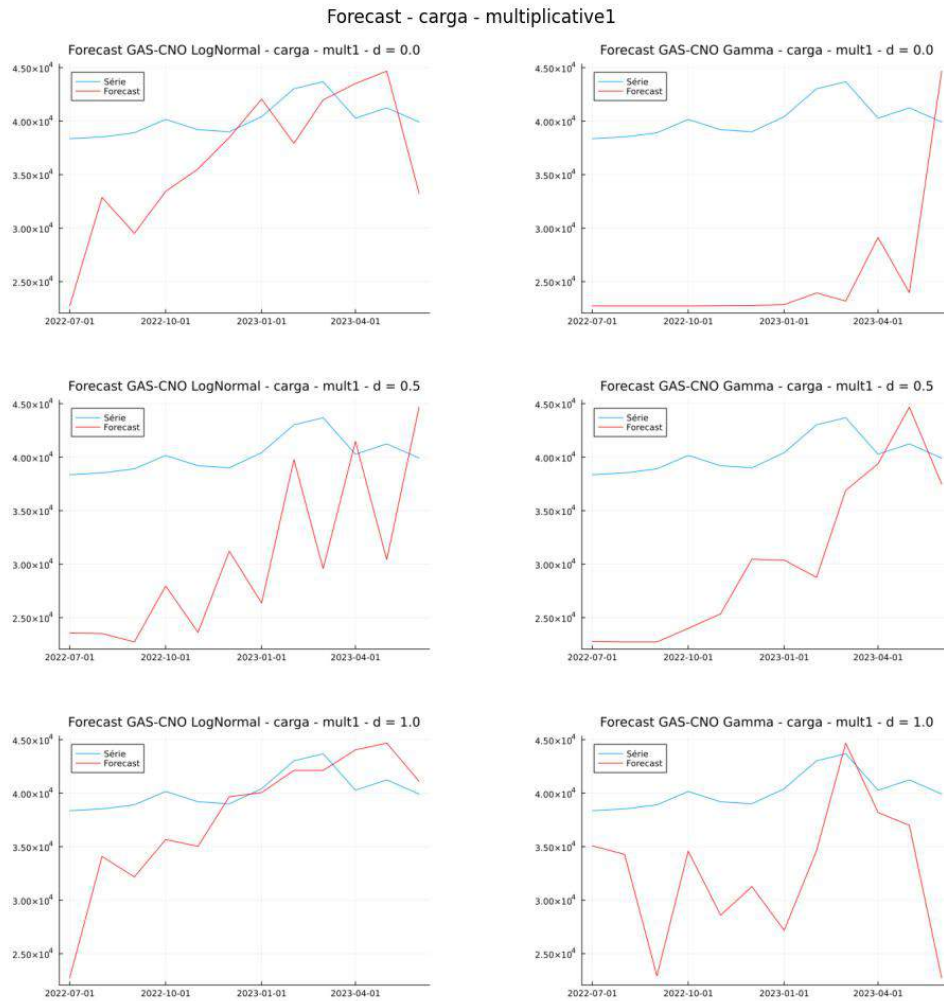 Forecast - carga - multiplicative1
Forecast GAS-CNO LogNormal - carga - mult1 - d = 0.0
4.50×10⁴
4.00×10⁴
3.50×10⁴
3.00×10⁴
2.50×10⁴
Série
Forecast
2022-07-01 2022-10-01 2023-01-01 2023-04-01
Forecast GAS-CNO Gamma - carga - mult1 - d = 0.0
4.50×10⁴
4.00×10⁴
3.50×10⁴
3.00×10⁴
2.50×10⁴
Série
Forecast
2022-07-01 2022-10-01 2023-01-01 2023-04-01
Forecast GAS-CNO LogNormal - carga - mult1 - d = 0.5
4.50×10⁴
4.00×10⁴
3.50×10⁴
3.00×10⁴
2.50×10⁴
Série
Forecast
2022-07-01 2022-10-01 2023-01-01 2023-04-01
Forecast GAS-CNO Gamma - carga - mult1 - d = 0.5
4.50×10⁴
4.00×10⁴
3.50×10⁴
3.00×10⁴
2.50×10⁴
Série
Forecast
2022-07-01 2022-10-01 2023-01-01 2023-04-01
Forecast GAS-CNO LogNormal - carga - mult1 - d = 1.0
4.50×10⁴
4.00×10⁴
3.50×10⁴
3.00×10⁴
2.50×10⁴
Série
Forecast
2022-07-01 2022-10-01 2023-01-01 2023-04-01
Forecast GAS-CNO Gamma - carga - mult1 - d = 1.0
4.50×10⁴
4.00×10⁴
3.50×10⁴
3.00×10⁴
2.50×10⁴
Série
Forecast
2022-07-01 2022-10-01 2023-01-01 2023-04-01